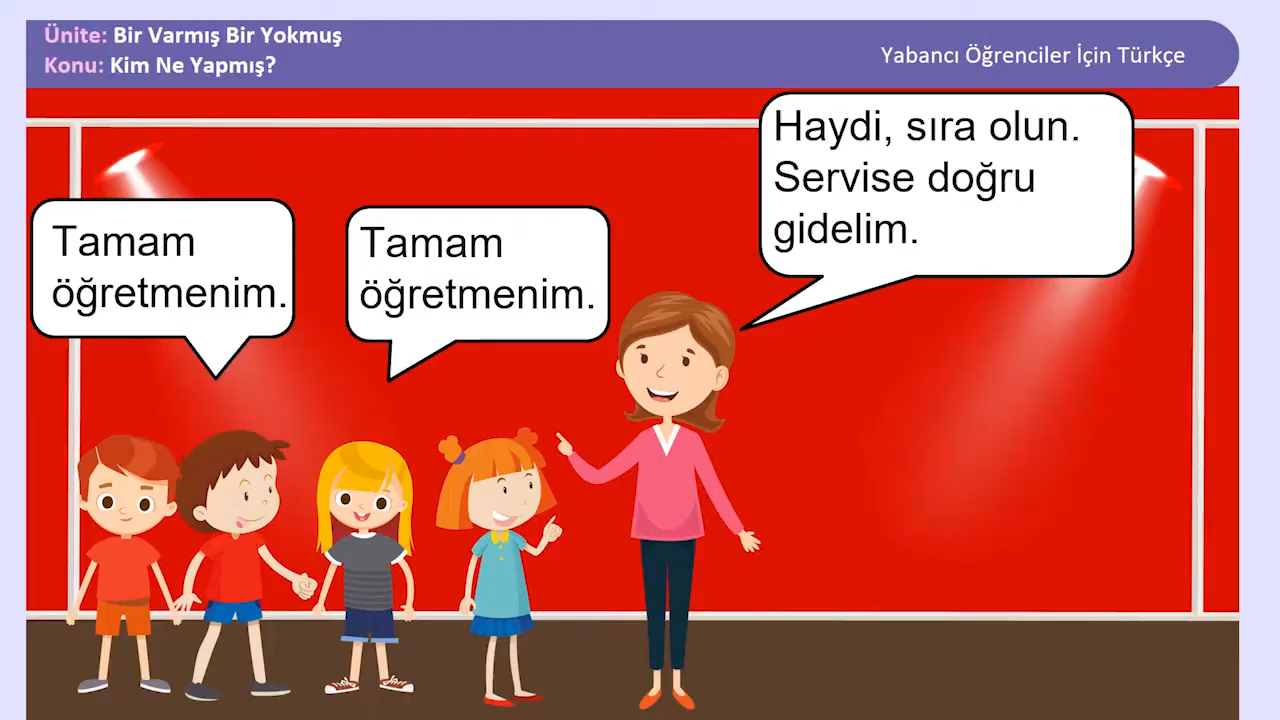 Ünite: Bir Varmış Bir Yokmuş
Konu: Kim Ne Yapmış?
Yabancı Öğrenciler İçin Türkçe
Tamam
öğretmenim.
Tamam
öğretmenim.
Haydi, sıra olun.
Servise doğru
gidelim.